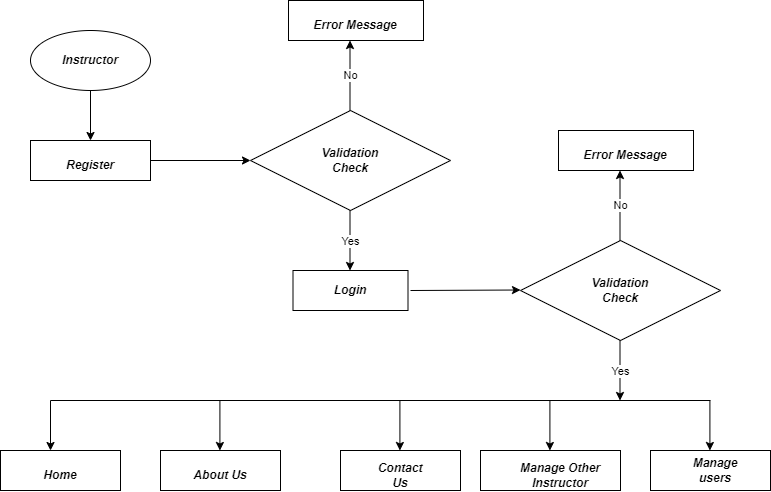 Error Message
Instructor
No
Validation
Check
Register
Error Message
No
Yes
Validation
Check
Login
Yes
Home
About Us
Contact
Us
Manage Other
Instructor
Manage
users